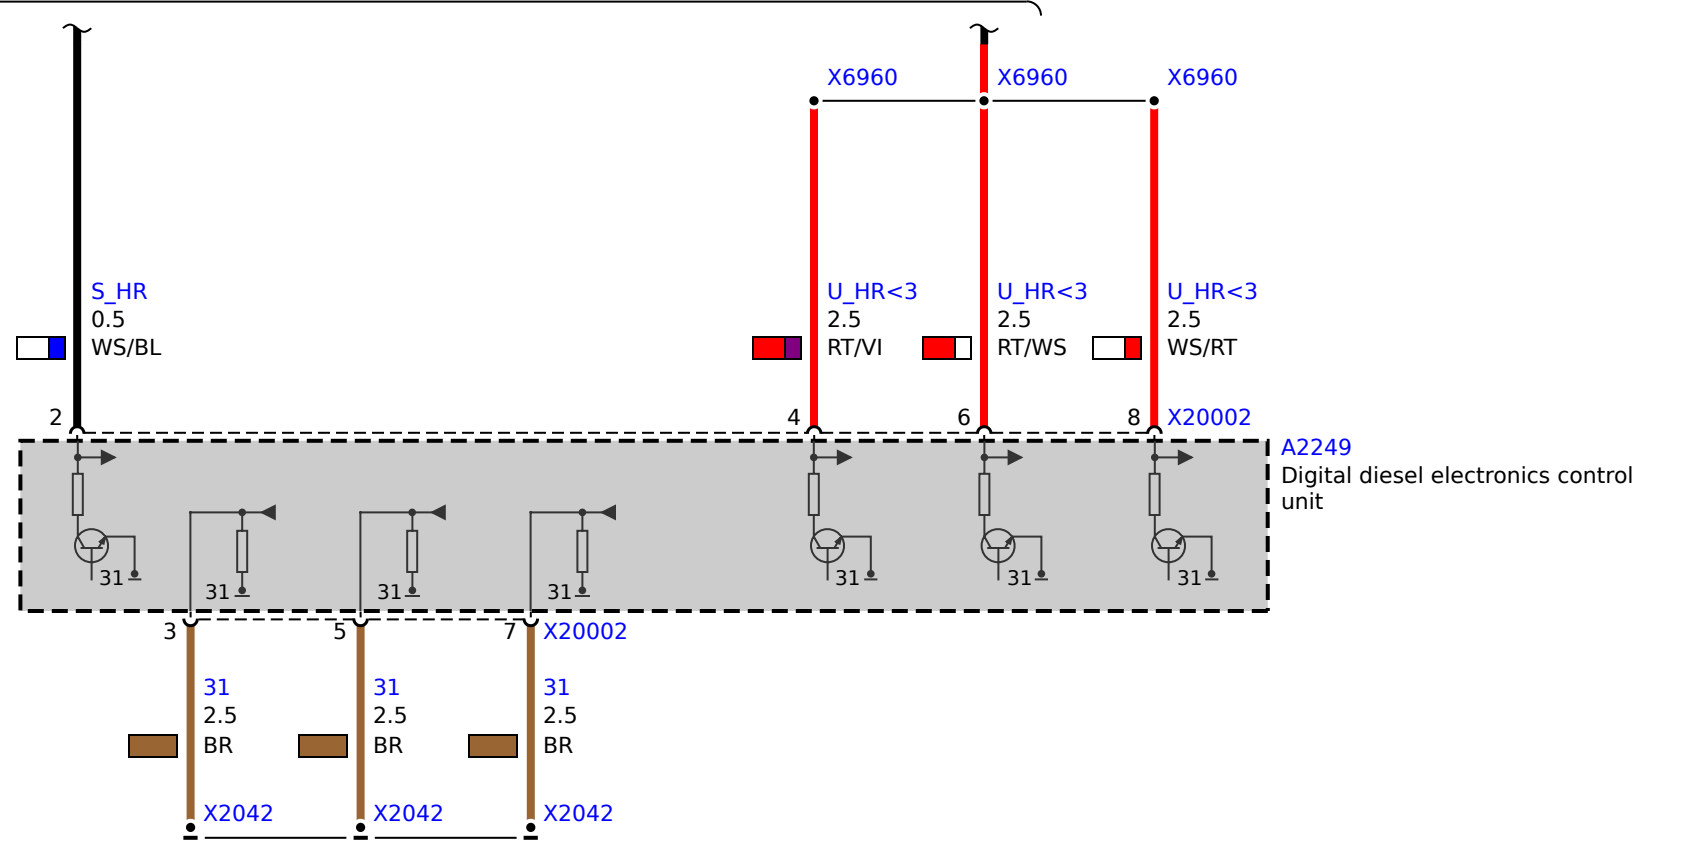 X6960 X6960 X6960
S_HR U_HR<3 U_HR<3 U_HR<3
0.5 2.5 2.5 2.5
WS/BL RT/VI RT/WS WS/RT
2 4 6 8 X20002
A2249
Digital diesel electronics control
unit
31 31 31 31
31 31 31
3 5 7 X20002
31 31 31
2.5 2.5 2.5
BR BR BR
X2042 X2042 X2042